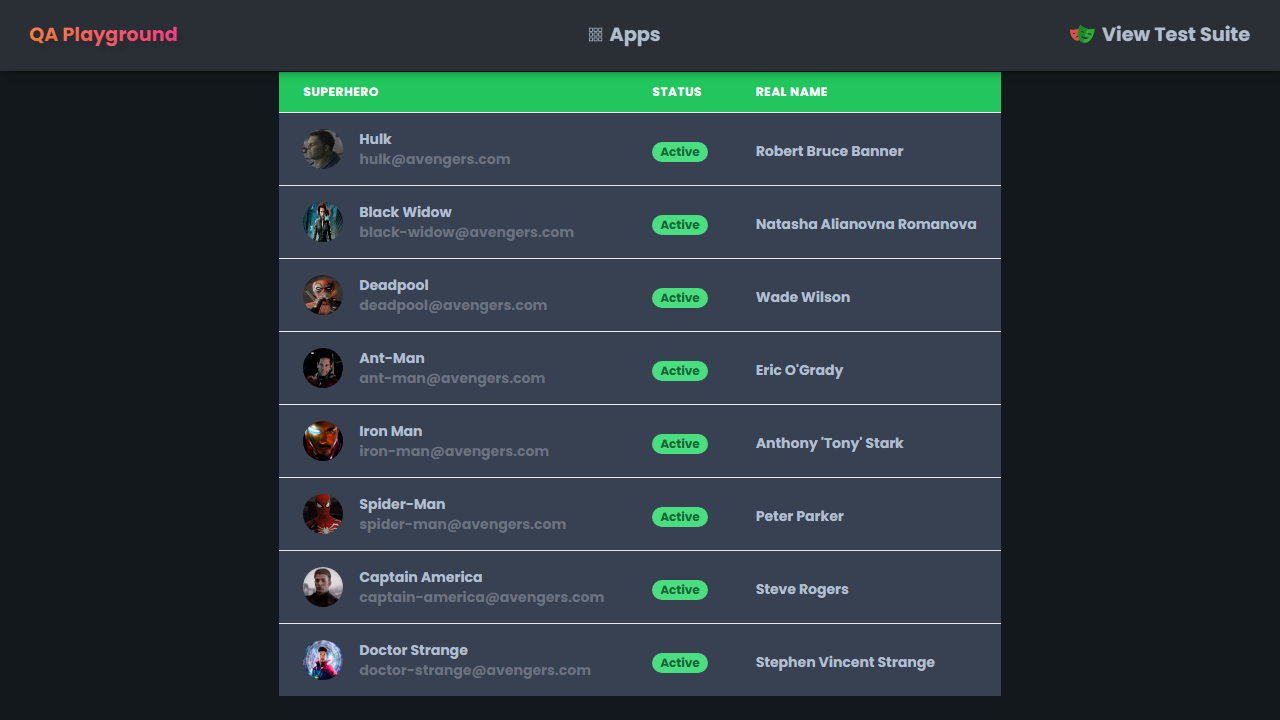 QA Playground
Apps
View Test Suite
SUPERHERO STATUS REAL NAME
Hulk
hulk@avengers.com
Active
Robert Bruce Banner
Black Widow
black-widow@avengers.com
Active
Natasha Alianovna Romanova
Deadpool
deadpool@avengers.com
Active
Wade Wilson
Ant-Man
ant-man@avengers.com
Active
Eric O'Grady
Iron Man
iron-man@avengers.com
Active
Anthony 'Tony' Stark
Spider-Man
spider-man@avengers.com
Active
Peter Parker
Captain America
captain-america@avengers.com
Active
Steve Rogers
Doctor Strange
doctor-strange@avengers.com
Active
Stephen Vincent Strange